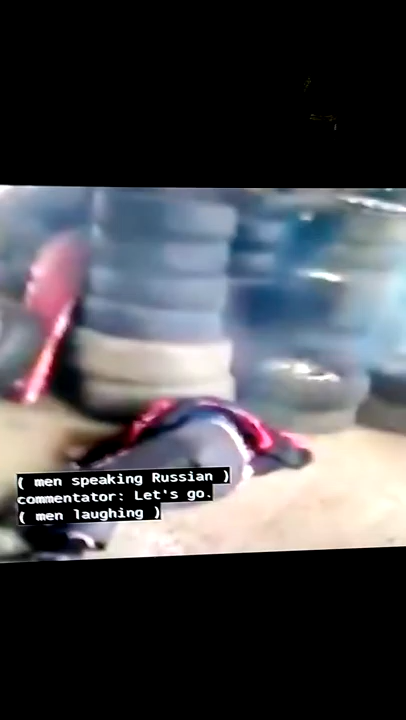 ( men speaking Russian )
commentator: Let's go.
( men laughing )